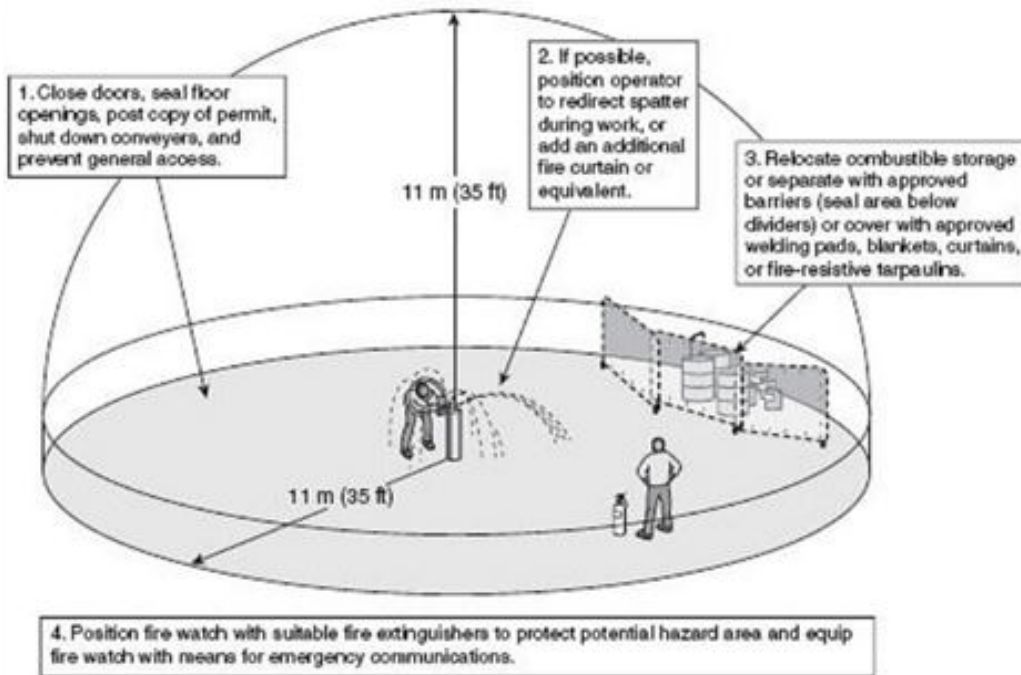 1. Close doors, seal floor
openings, post copy of permit,
shut down conveyers, and
prevent general access.
11 m (35 ft)
2. If possible,
position operator
to redirect spatter
during work, or
add an additional
fire curtain or
equivalent.
3. Relocate combustible storage
or separate with approved
barriers (seal area below
dividers) or cover with approved
welding pads, blankets, curtains,
or fire-resistive tarpaulins.
11 m (35 ft)
4. Position fire watch with suitable fire extinguishers to protect potential hazard area and equip
fire watch with means for emergency communications.